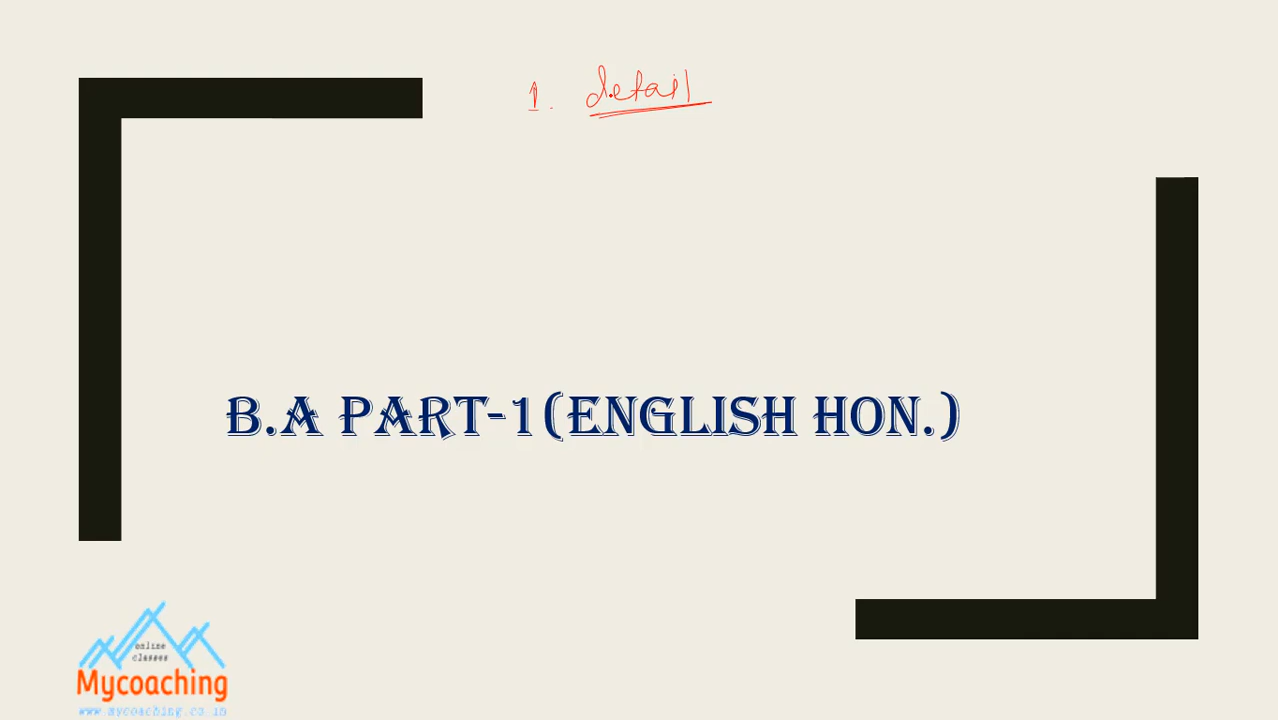 1. detail
B.A PART-1(ENGLISH HON.)
online
classes
Mycoaching
www.mycoaching.co.in